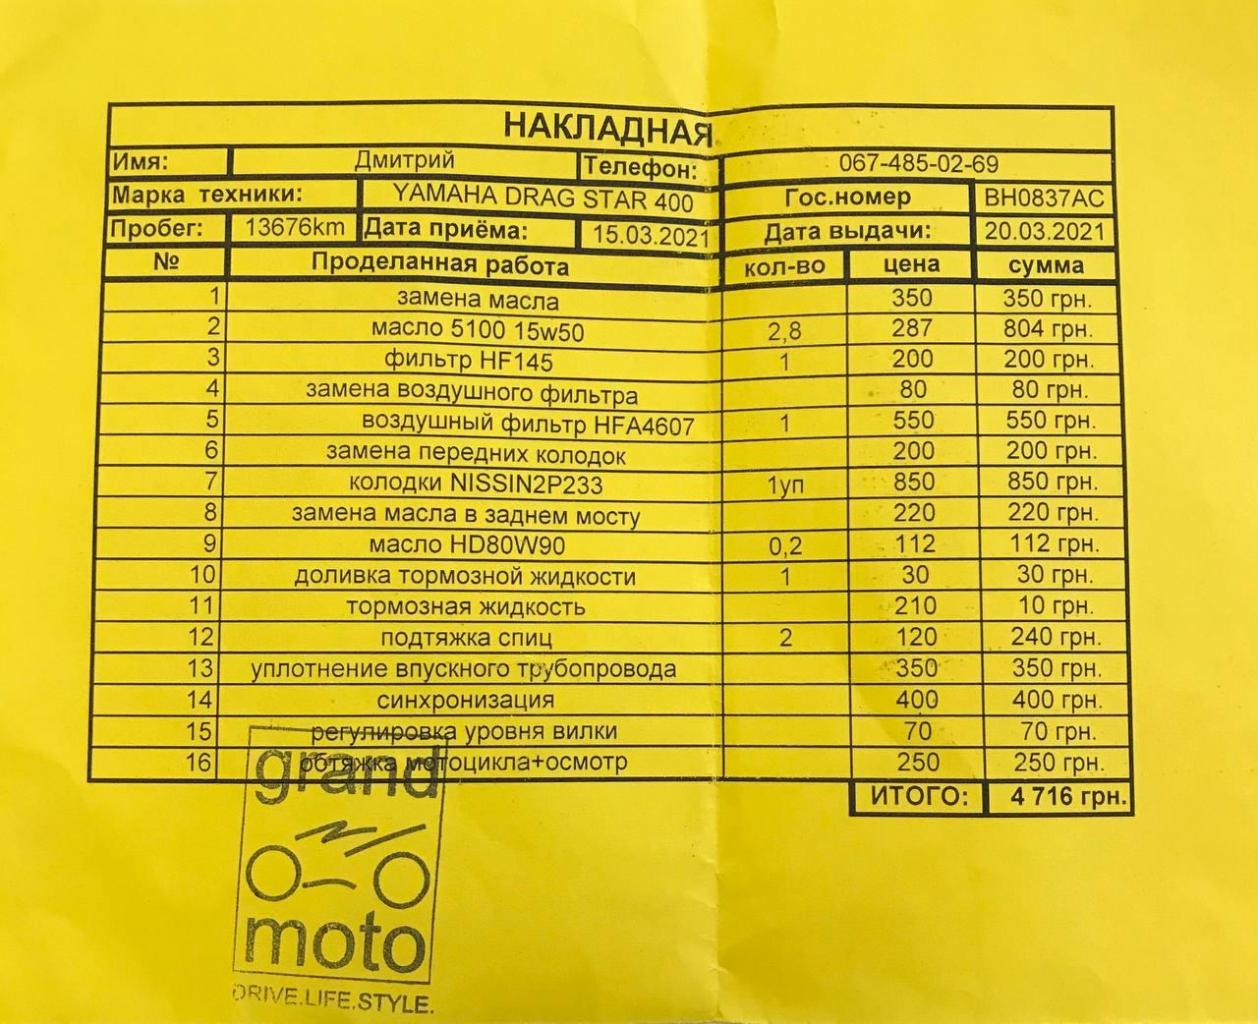 НАКЛАДНАЯ
Имя: Дмитрий Телефон: 067-485-02-69
Марка техники: YAMAHA DRAG STAR 400 Гос.номер BH0837AC
Пробег: 13676km Дата приёма: 15.03.2021 Дата выдачи: 20.03.2021
№ Проделанная работа кол-во цена сумма
1 замена масла 350 350 грн.
2 масло 5100 15w50 2,8 287 804 грн.
3 фильтр HF145 1 200 200 грн.
4 замена воздушного фильтра 80 80 грн.
5 воздушный фильтр HFA4607 1 550 550 грн.
6 замена передних колодок 200 200 грн.
7 колодки NISSIN2P233 1уп 850 850 грн.
8 замена масла в заднем мосту 220 220 грн.
9 масло HD80W90 0,2 112 112 грн.
10 доливка тормозной жидкости 1 30 30 грн.
11 тормозная жидкость 210 10 грн.
12 подтяжка спиц 2 120 240 грн.
13 уплотнение впускного трубопровода 350 350 грн.
14 синхронизация 400 400 грн.
15 регулировка уровня вилки 70 70 грн.
16 обтяжка мотоцикла+осмотр 250 250 грн.
ИТОГО: 4 716 грн.
grand
moto
DRIVE.LIFE.STYLE.